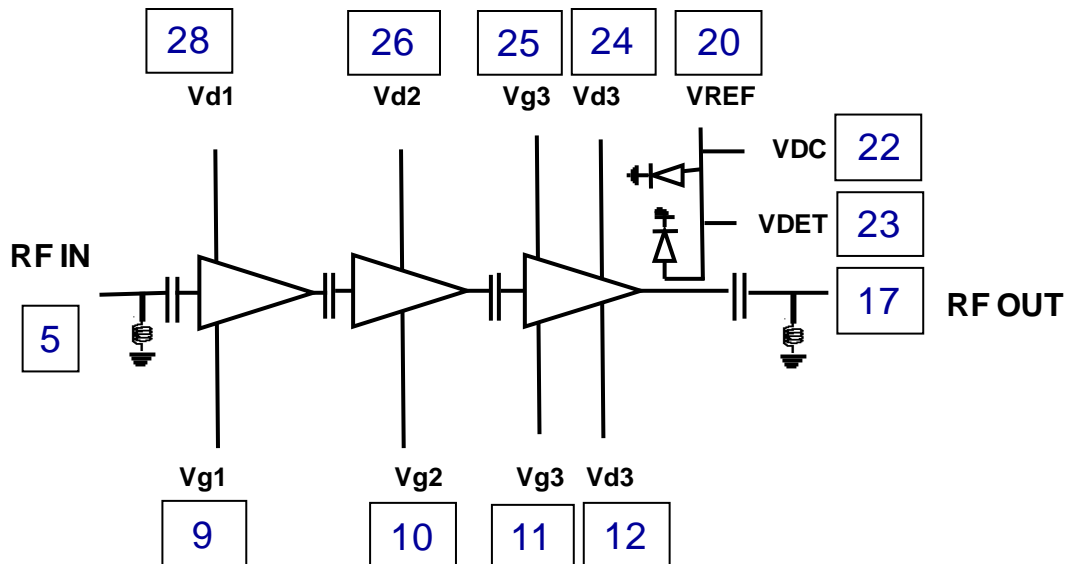 28 26 25 24 20
Vd1 Vd2 Vg3 Vd3 VREF
VDC 22
VDET 23
RF IN
17 RF OUT
5
Vg1 Vg2 Vg3 Vd3
9 10 11 12